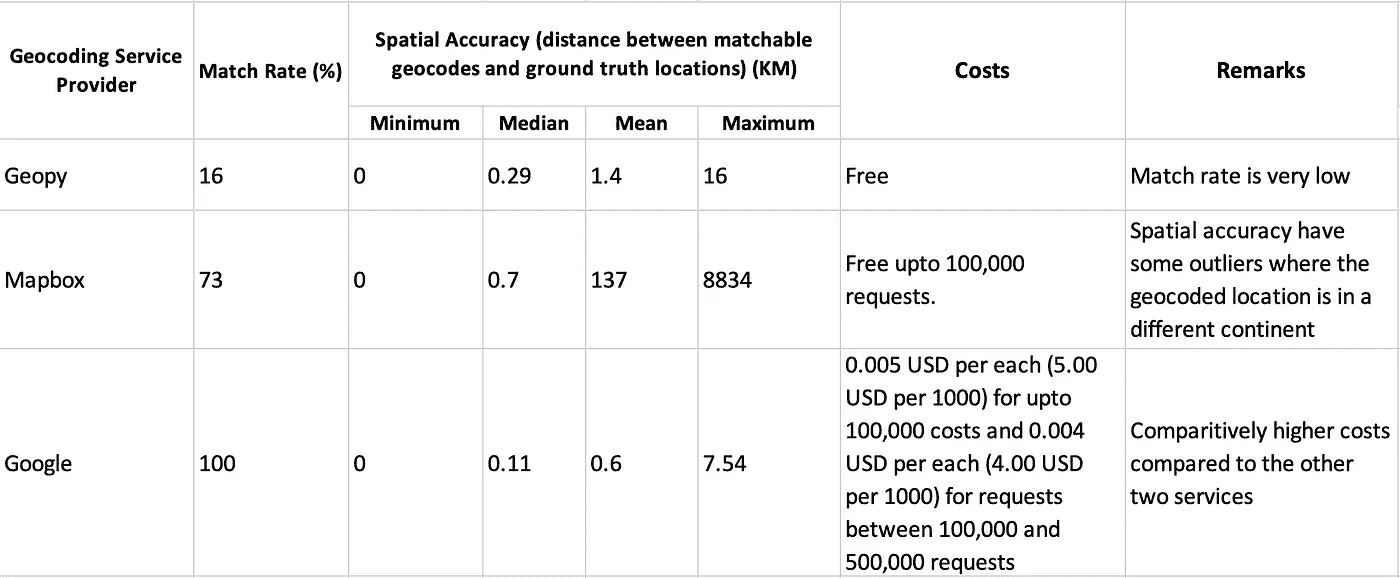 Geocoding Service
Provider
Match Rate (%)
Spatial Accuracy (distance between matchable
geocodes and ground truth locations) (KM)
Costs
Remarks
Minimum
Median
Mean
Maximum
Geopy
16
0
0.29
1.4
16
Free
Match rate is very low
Mapbox
73
0
0.7
137
8834
Free upto 100,000
requests.
Spatial accuracy have
some outliers where the
geocoded location is in a
different continent
Google
100
0
0.11
0.6
7.54
0.005 USD per each (5.00
USD per 1000) for upto
100,000 costs and 0.004
USD per each (4.00 USD
per 1000) for requests
between 100,000 and
500,000 requests
Comparitively higher costs
compared to the other
two services